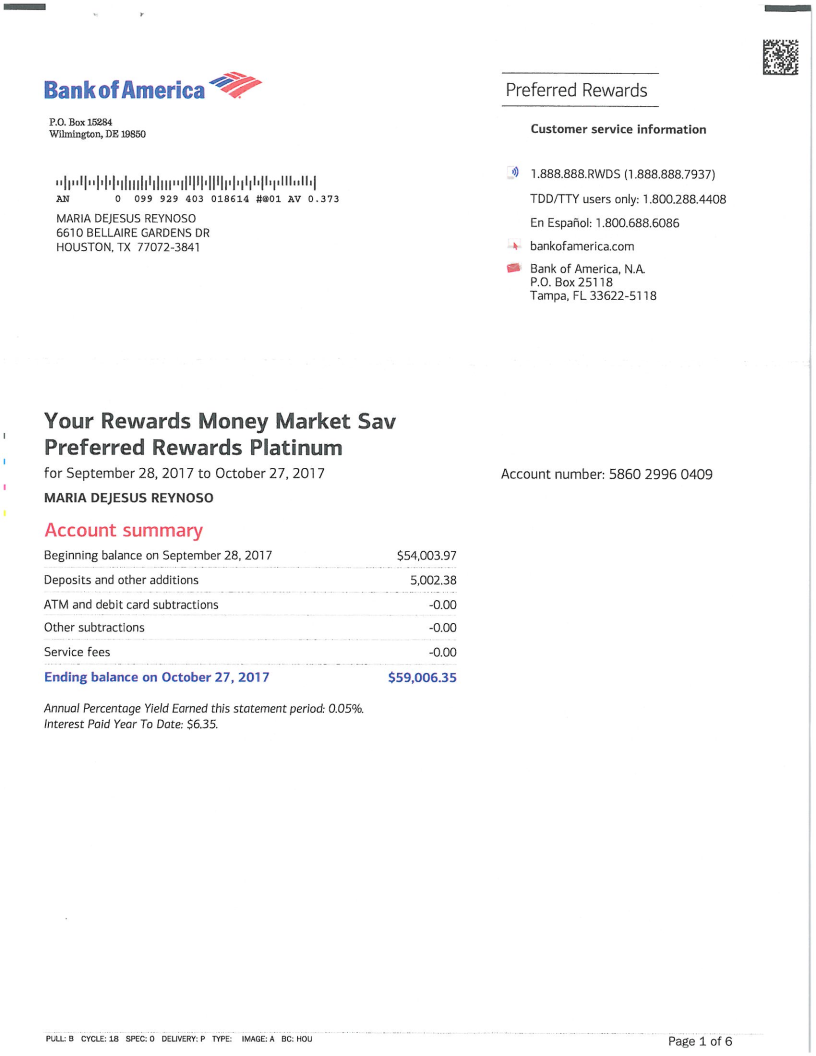 Bank of America
Preferred Rewards
P.O. Box 15284
Wilmington, DE 19850
Customer service information
1.888.888.RWDS (1.888.888.7937)
AN 0 099 929 403 018614 #@01 AV 0.373
TDD/TTY users only: 1.800.288.4408
MARIA DEJESUS REYNOSO
6610 BELLAIRE GARDENS DR
HOUSTON, TX 77072-3841
En Español: 1.800.688.6086
bankofamerica.com
Bank of America, N.A.
P.O. Box 25118
Tampa, FL 33622-5118
Your Rewards Money Market Sav
Preferred Rewards Platinum
for September 28, 2017 to October 27, 2017
Account number: 5860 2996 0409
MARIA DEJESUS REYNOSO
Account summary
Beginning balance on September 28, 2017 $54,003.97
Deposits and other additions 5,002.38
ATM and debit card subtractions -0.00
Other subtractions -0.00
Service fees -0.00
Ending balance on October 27, 2017 $59,006.35
Annual Percentage Yield Earned this statement period: 0.05%.
Interest Paid Year To Date: $6.35.
PULL: B CYCLE: 18 SPEC: 0 DELIVERY: P TYPE: IMAGE: A BC: HOU
Page 1 of 6